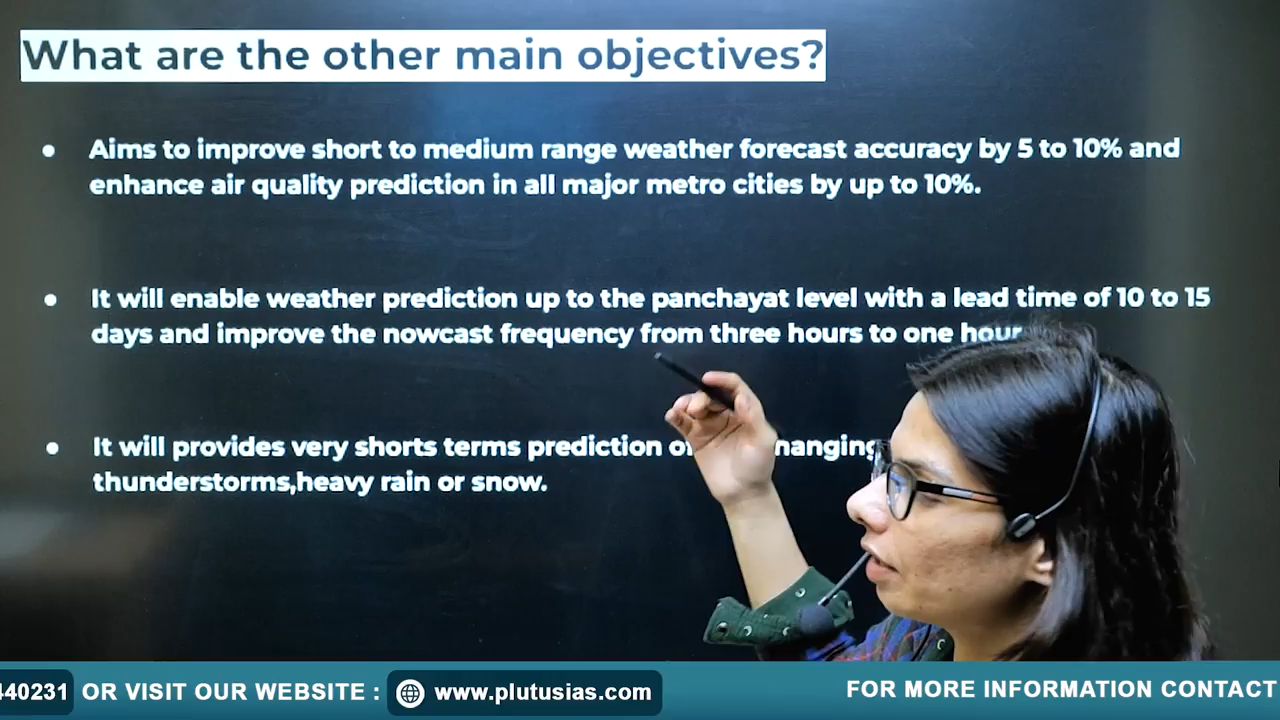 What are the other main objectives?
● Aims to improve short to medium range weather forecast accuracy by 5 to 10% and
enhance air quality prediction in all major metro cities by up to 10%.
● It will enable weather prediction up to the panchayat level with a lead time of 10 to 15
days and improve the nowcast frequency from three hours to one hour
● It will provides very shorts terms prediction
thunderstorms,heavy rain or snow.
440231 OR VISIT OUR WEBSITE : www.plutusias.com FOR MORE INFORMATION CONTACT